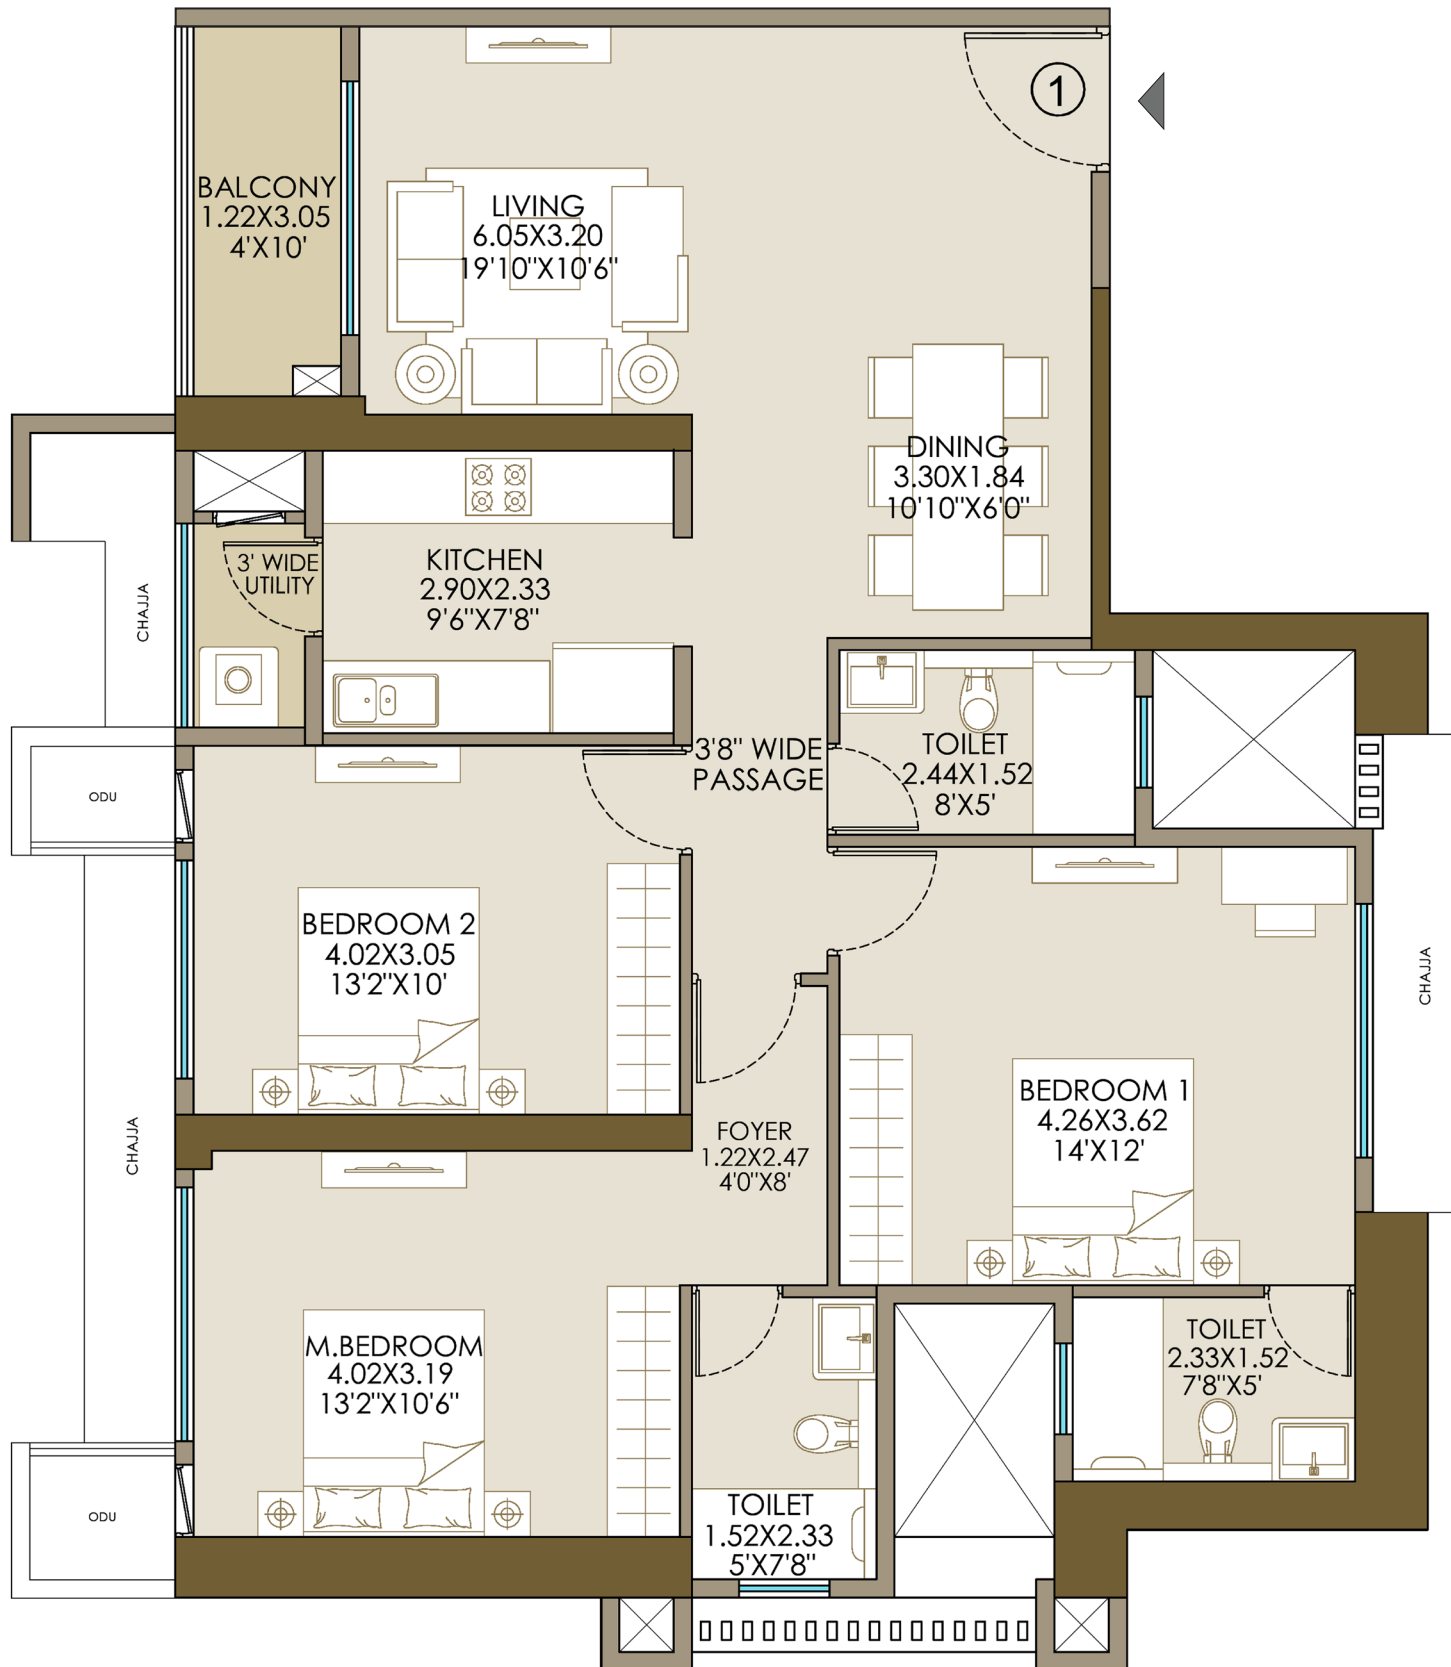 1
BALCONY
1.22X3.05
4'X10'
LIVING
6.05X3.20
19'10"X10'6"
DINING
3.30X1.84
10'10"X6'0"
KITCHEN
2.90X2.33
9'6"X7'8"
3' WIDE
UTILITY
CHAJJA
3'8" WIDE
PASSAGE
TOILET
2.44X1.52
8'X5'
ODU
BEDROOM 2
4.02X3.05
13'2"X10'
CHAJJA
BEDROOM 1
4.26X3.62
14'X12'
CHAJJA
FOYER
1.22X2.47
4'0"X8'
M.BEDROOM
4.02X3.19
13'2"X10'6"
TOILET
2.33X1.52
7'8"X5'
ODU
TOILET
1.52X2.33
5'X7'8"